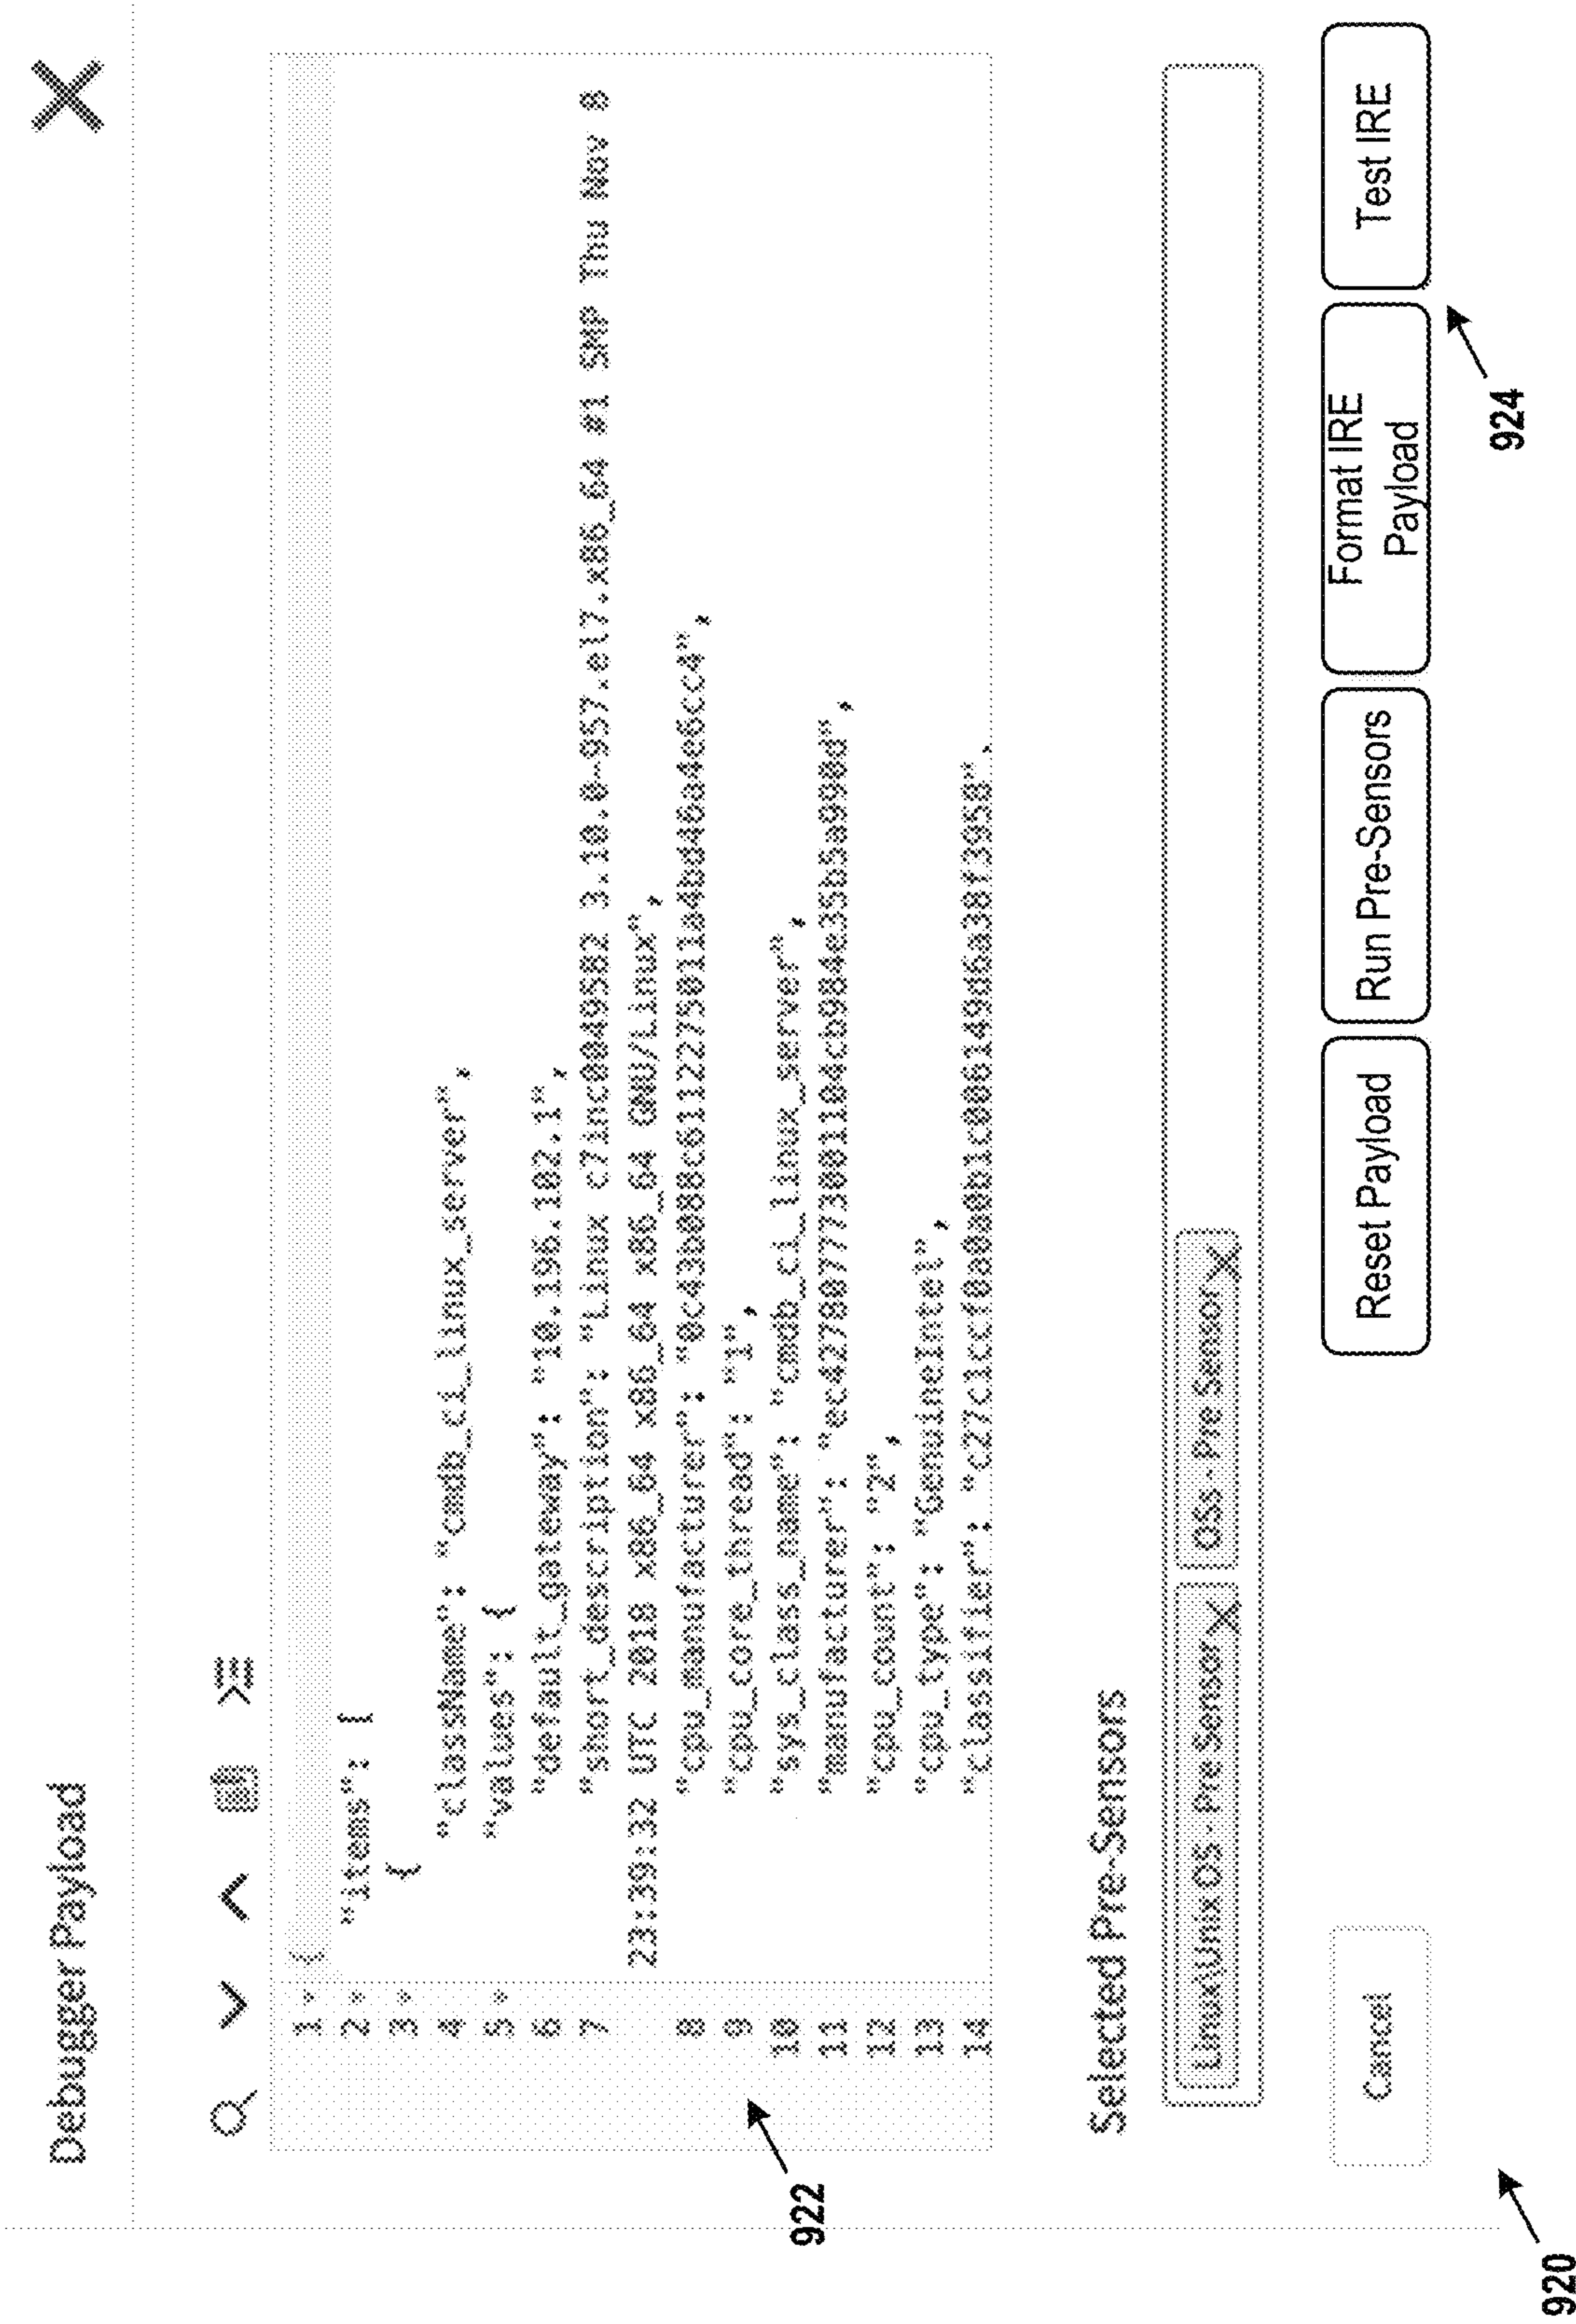 Debugger Payload
1 {
2 "items": [
3 {
4 "className": "cmdb_ci_linux_server",
5 "values": {
6 "default_gateway": "10.196.102.1",
7 "short_description": "Linux c7inc0049582 3.10.0-957.el7.x86_64 #1 SMP Thu Nov 8
23:39:32 UTC 2018 x86_64 x86_64 x86_64 GNU/Linux",
8 "cpu_manufacturer": "0c43b088c6112275011a4bd46a4e6cc4",
9 "cpu_core_thread": "1",
10 "sys_class_name": "cmdb_ci_linux_server",
11 "manufacturer":
12 "cpu_count": "2",
13 "cpu_type": "GenuineIntel",
14 "classifier":
922
Selected Pre-Sensors
Linux\Unix OS - Pre Sensor X OSs - Pre Sensor X
Cancel
Reset Payload
Run Pre-Sensors
Format IRE
Payload
Test IRE
924
920